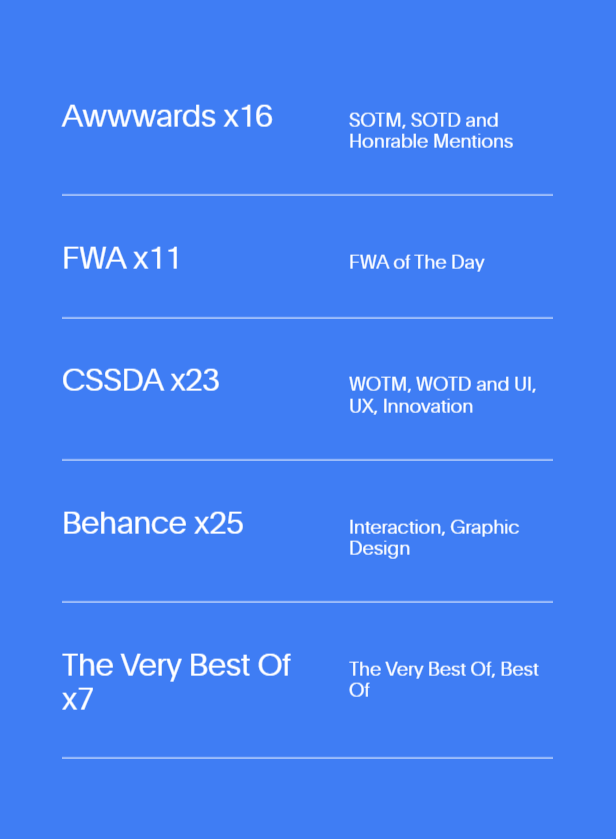 Awwwards x16
SOTM, SOTD and
Honrable Mentions
FWA x11
FWA of The Day
CSSDA x23
WOTM, WOTD and UI,
UX, Innovation
Behance x25
Interaction, Graphic
Design
The Very Best Of
x7
The Very Best Of, Best
Of